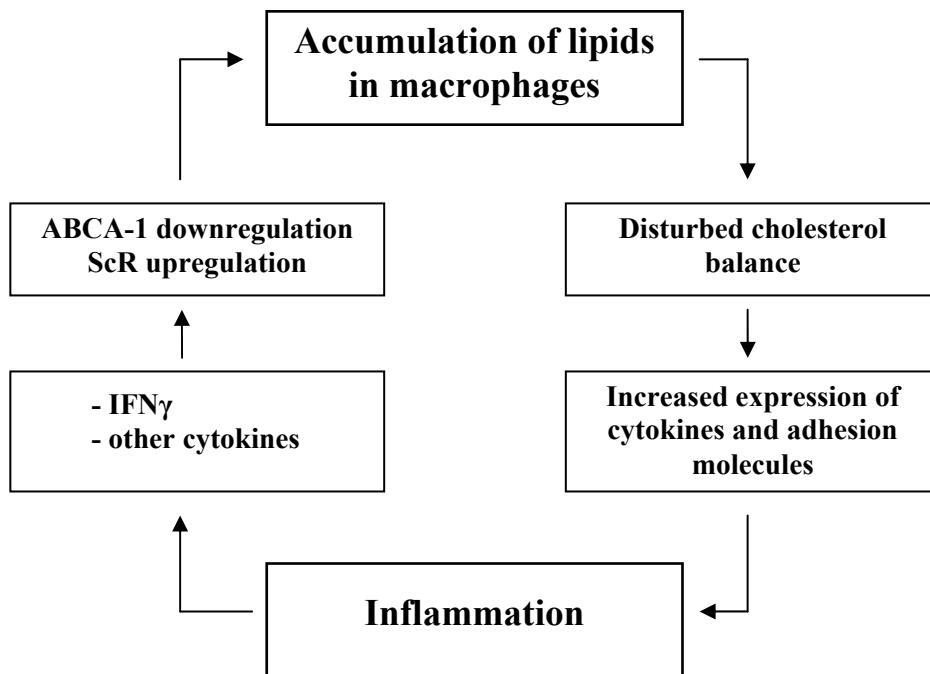 Accumulation of lipids
in macrophages
ABCA-1 downregulation
ScR upregulation
Disturbed cholesterol
balance
- IFNγ
- other cytokines
Increased expression of
cytokines and adhesion
molecules
Inflammation